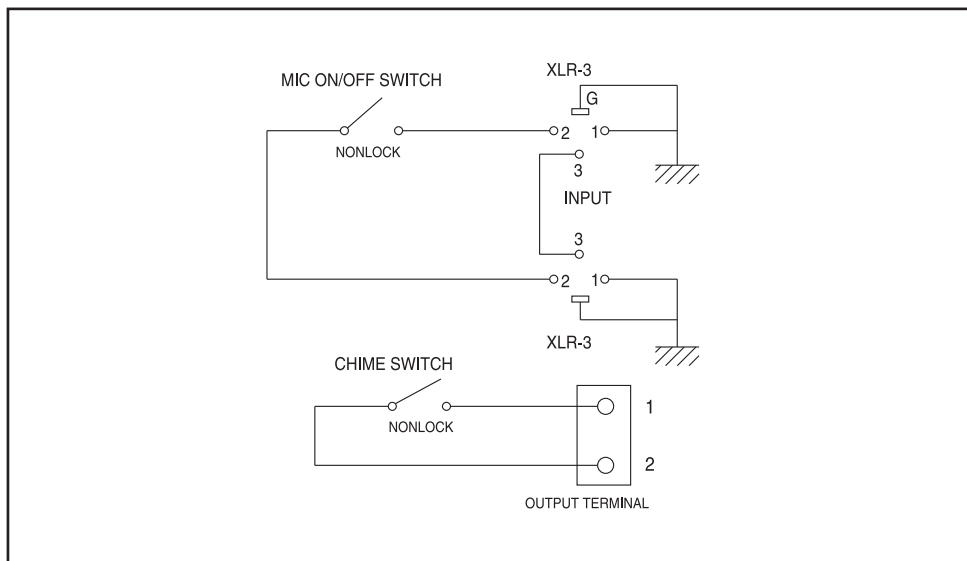 XLR-3
MIC ON/OFF SWITCH
G
2 1
NONLOCK
3
INPUT
3
2 1
XLR-3
CHIME SWITCH
1
NONLOCK
2
OUTPUT TERMINAL